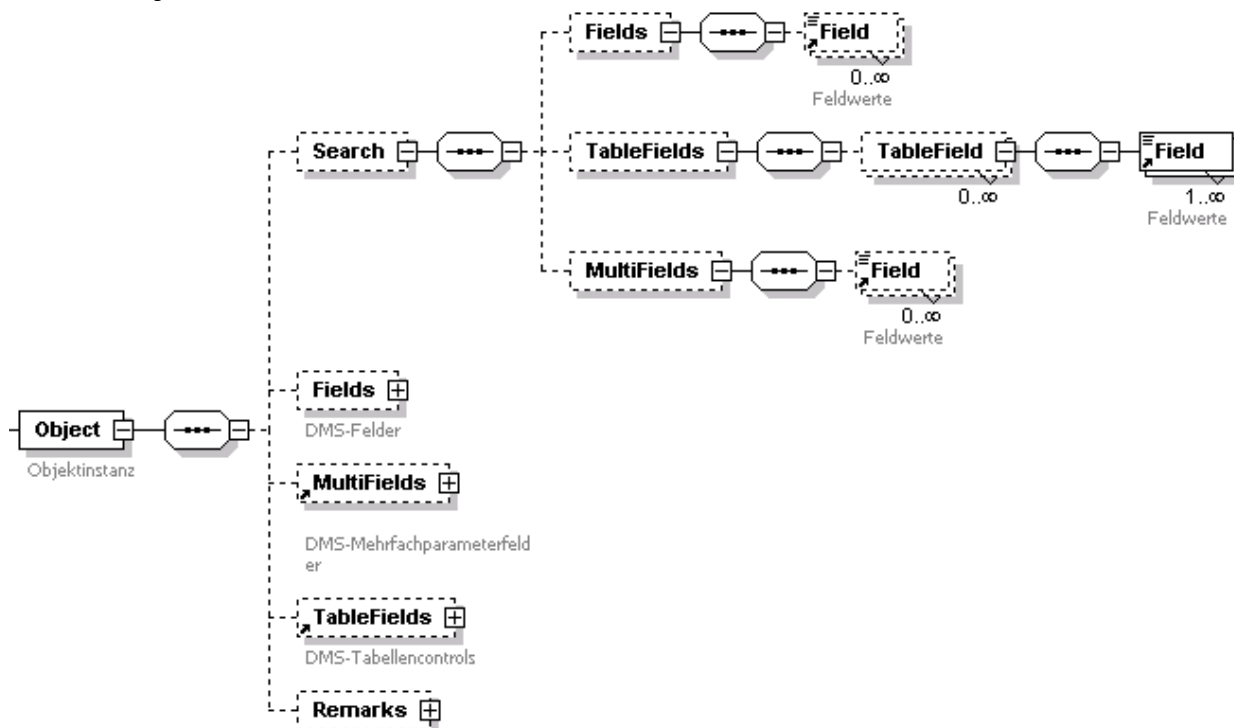 Fields
Field
0..∞
Feldwerte
Search
TableFields
TableField
0..∞
Field
1..∞
Feldwerte
MultiFields
Field
0..∞
Feldwerte
Fields
DMS-Felder
Object
Objektinstanz
MultiFields
DMS-Mehrfachparameterfeld
er
TableFields
DMS-Tabellencontrols
Remarks